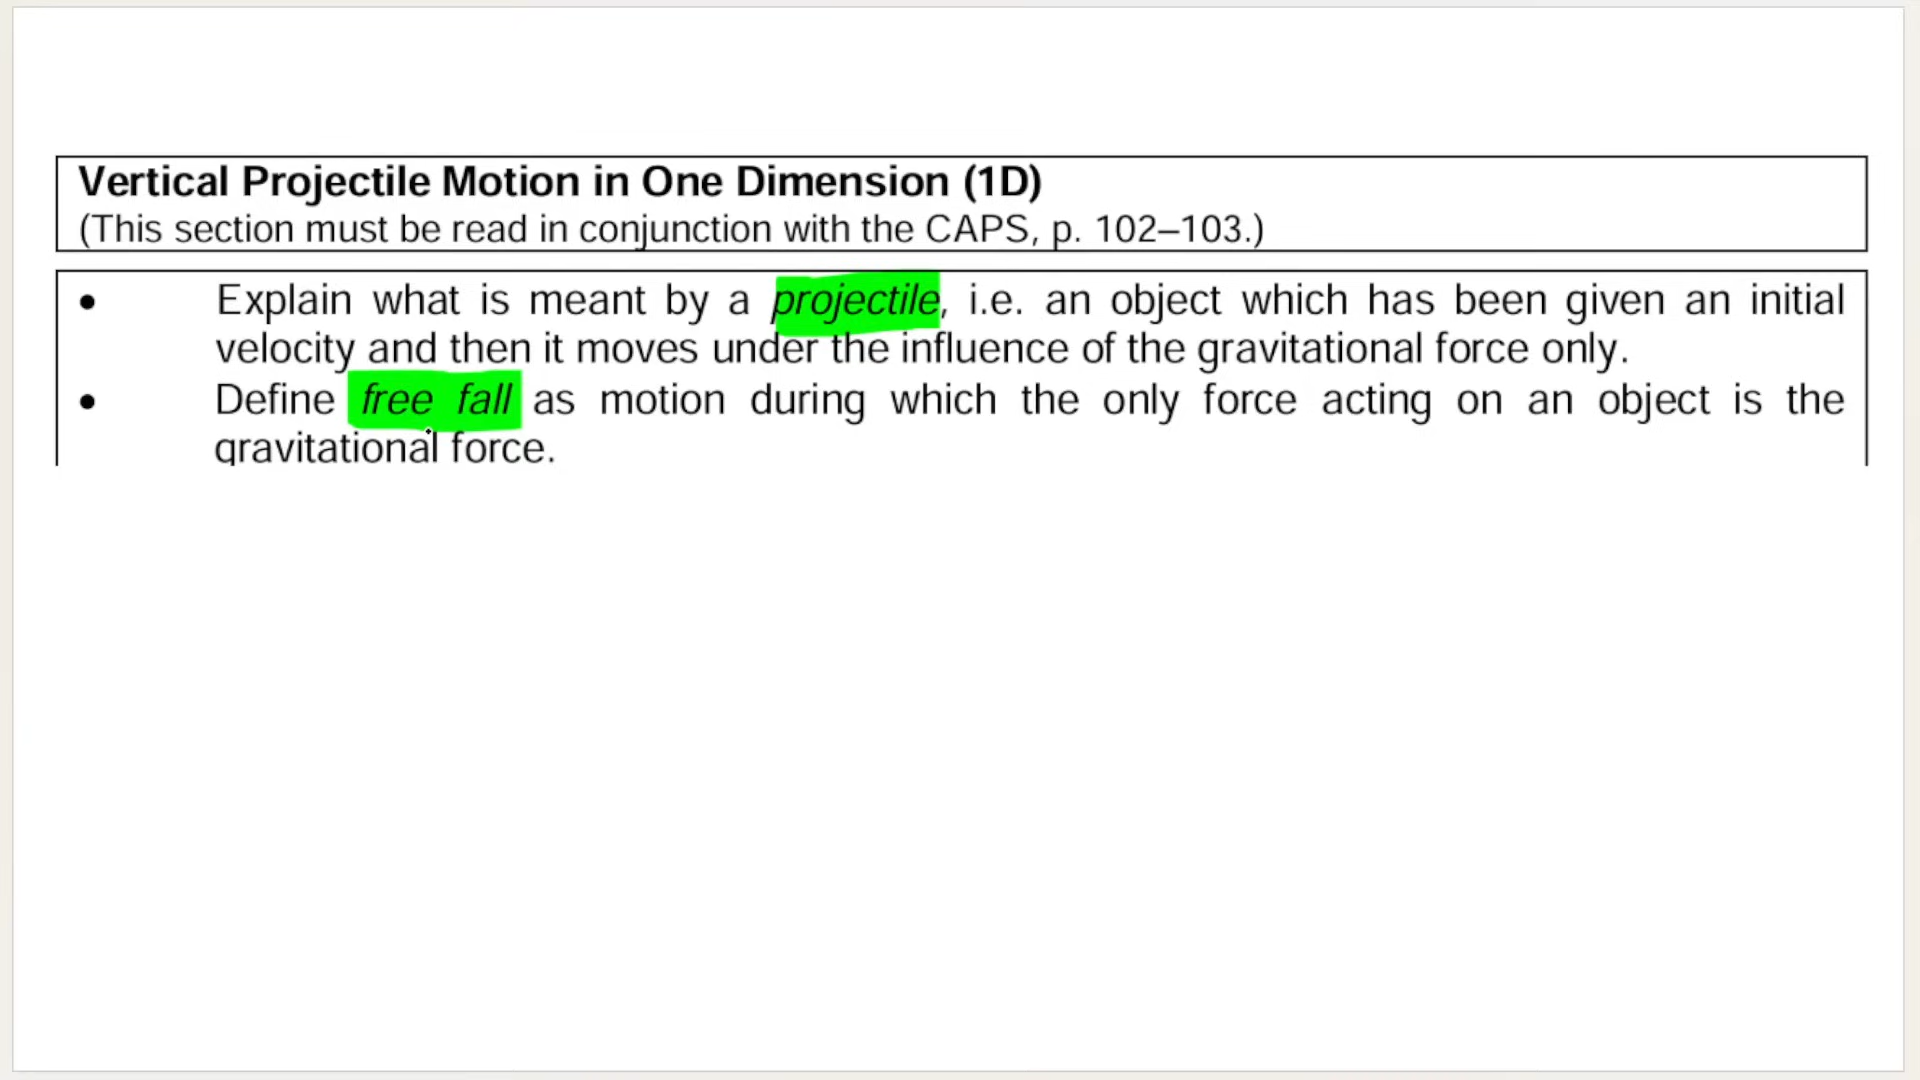 Vertical Projectile Motion in One Dimension (1D)
(This section must be read in conjunction with the CAPS, p. 102–103.)
• Explain what is meant by a projectile, i.e. an object which has been given an initial
velocity and then it moves under the influence of the gravitational force only.
• Define free fall as motion during which the only force acting on an object is the
gravitational force.